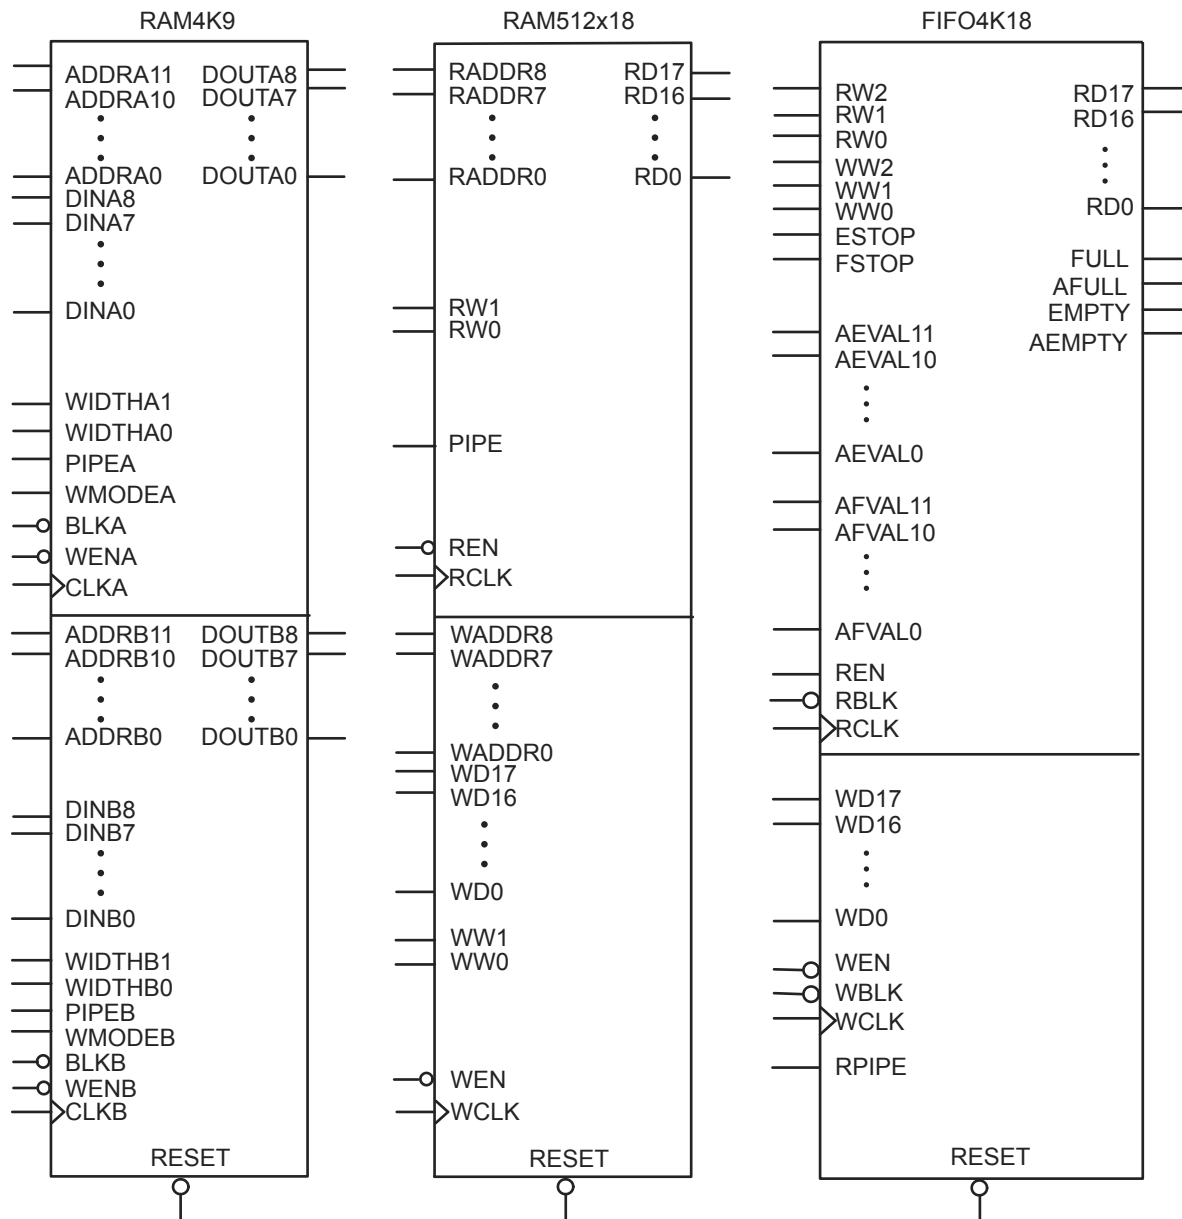 RAM4K9
ADDRA11 DOUTA8
ADDRA10 DOUTA7
ADDRA0 DOUTA0
DINA8
DINA7
DINA0
WIDTHA1
WIDTHA0
PIPEA
WMODEA
BLKA
WENA
CLKA
ADDRB11 DOUTB8
ADDRB10 DOUTB7
ADDRB0 DOUTB0
DINB8
DINB7
DINB0
WIDTHB1
WIDTHB0
PIPEB
WMODEB
BLKB
WENB
CLKB
RESET
RAM512x18
RADDR8 RD17
RADDR7 RD16
RADDR0 RD0
RW1
RW0
PIPE
REN
RCLK
WADDR8
WADDR7
WADDR0
WD17
WD16
WD0
WW1
WW0
WEN
WCLK
RESET
FIFO4K18
RW2 RD17
RW1 RD16
RW0
WW2
WW1
WW0 RD0
ESTOP
FSTOP FULL
AFULL
EMPTY
AEVAL11 AEMPTY
AEVAL10
AEVAL0
AFVAL11
AFVAL10
AFVAL0
REN
RBLK
RCLK
WD17
WD16
WD0
WEN
WBLK
WCLK
RPIPE
RESET